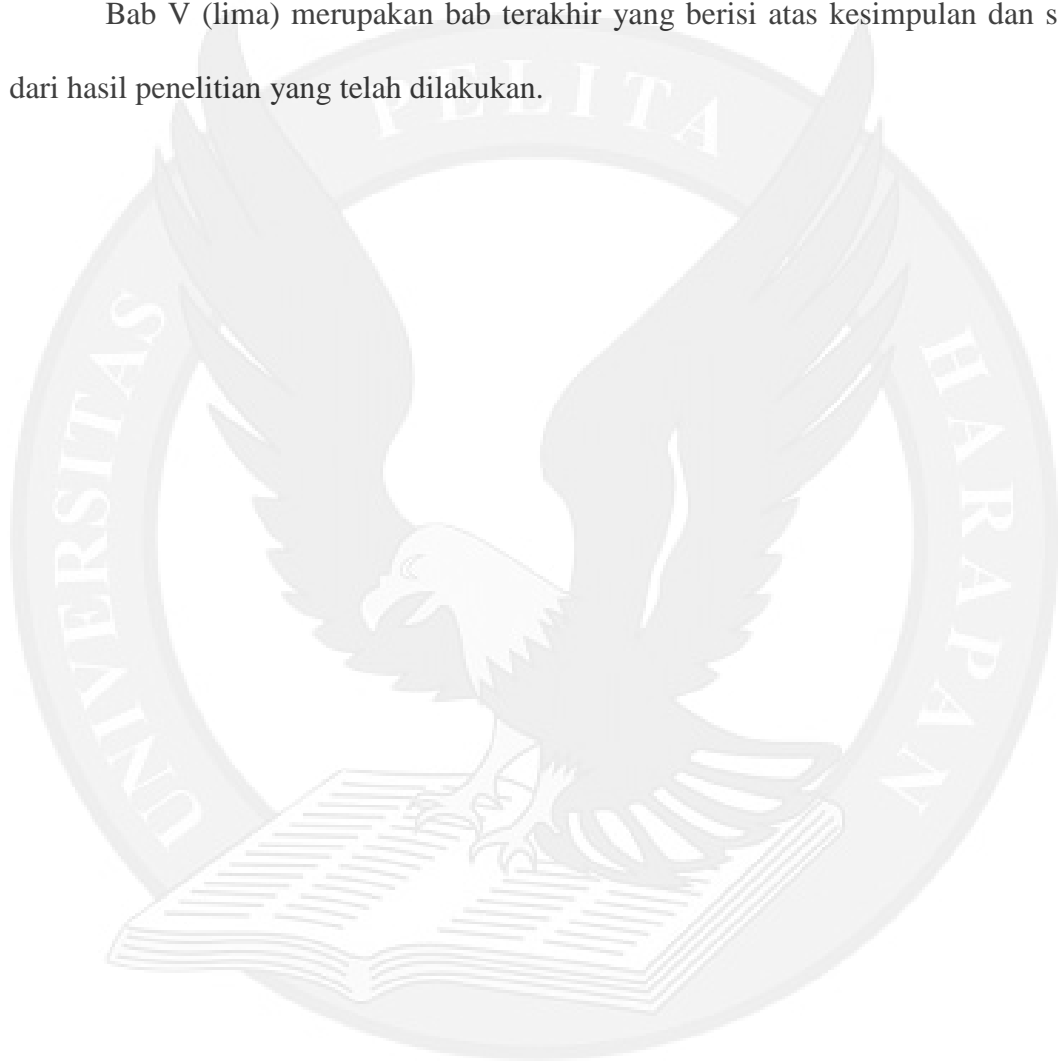 Bab V (lima) merupakan bab terakhir yang berisi atas kesimpulan dan s
dari hasil penelitian yang telah dilakukan.
PELITA
UNIVERSITAS
HARAPAN